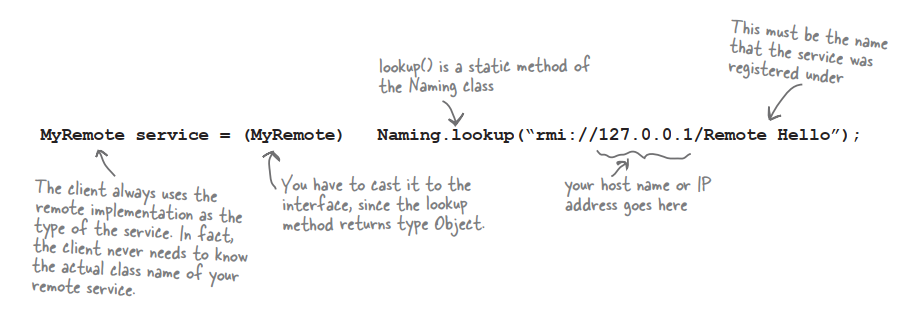 This must be the name
that the service was
registered under
lookup() is a static method of
the Naming class
MyRemote service = (MyRemote) Naming.lookup(“rmi://127.0.0.1/Remote Hello”);
The client always uses the
remote implementation as the
type of the service. In fact,
the client never needs to know
the actual class name of your
remote service.
You have to cast it to the
interface, since the lookup
method returns type Object.
your host name or IP
address goes here